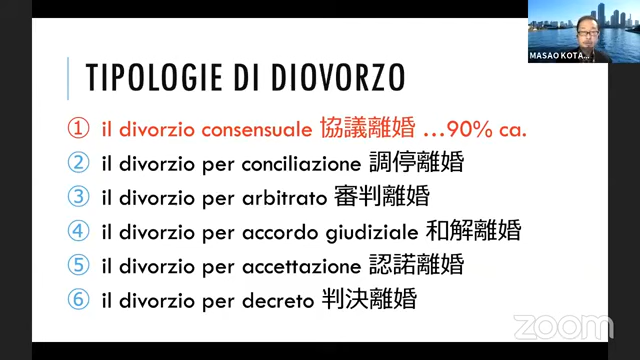 MASAO KOTA...
TIPOLOGIE DI DIOVORZO
① il divorzio consensuale 協議離婚 ...90% ca.
② il divorzio per conciliazione 調停離婚
③ il divorzio per arbitrato 審判離婚
④ il divorzio per accordo giudiziale 和解離婚
⑤ il divorzio per accettazione 認諾離婚
⑥ il divorzio per decreto 判決離婚
zoom